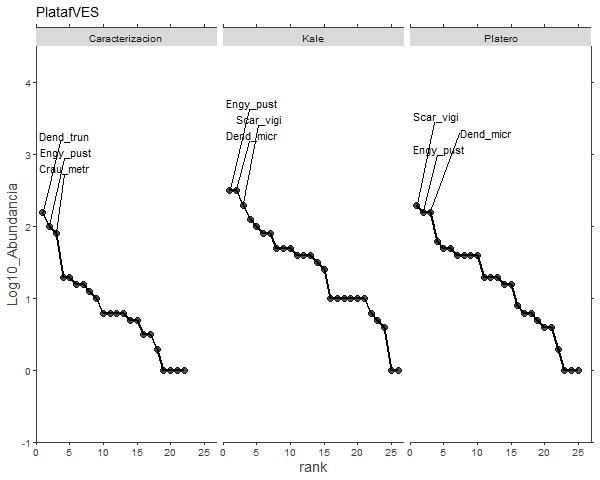 PlatafVES
Caracterizacion Kale Platero
4
3
2
1
0
-1
Log10_Abundancia
Dend_trun
Engy_pust
Crau_metr
Engy_pust
Scar_vigi
Dend_micr
Scar_vigi
Dend_micr
Engy_pust
0 5 10 15 20 25 0 5 10 15 20 25 0 5 10 15 20 25
rank